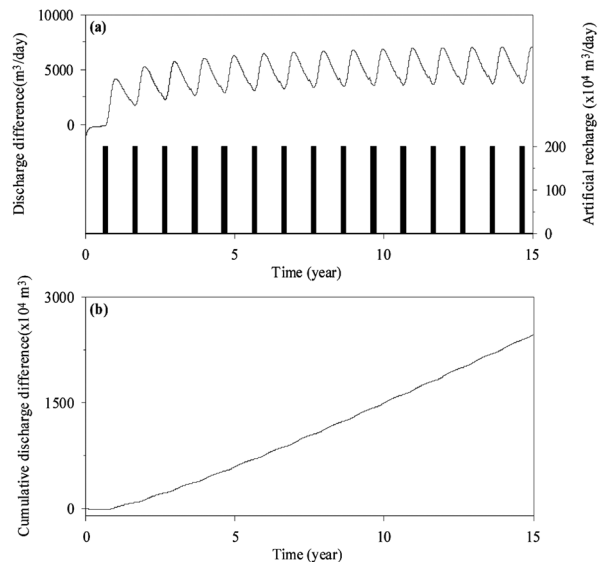 (a)
10000
5000
0
Discharge difference(m³/day)
200
100
0
Artificial recharge (x10⁴ m³/day)
0 5 10 15
Time (year)
(b)
3000
1500
0
Cumulative discharge difference(x10⁴ m³)
0 5 10 15
Time (year)